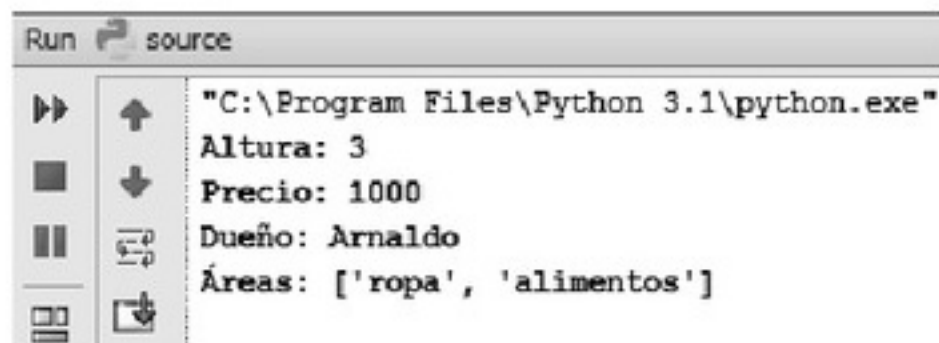 Run source
"C:\Program Files\Python 3.1\python.exe"
Altura: 3
Precio: 1000
Dueño: Arnaldo
Áreas: ['ropa', 'alimentos']